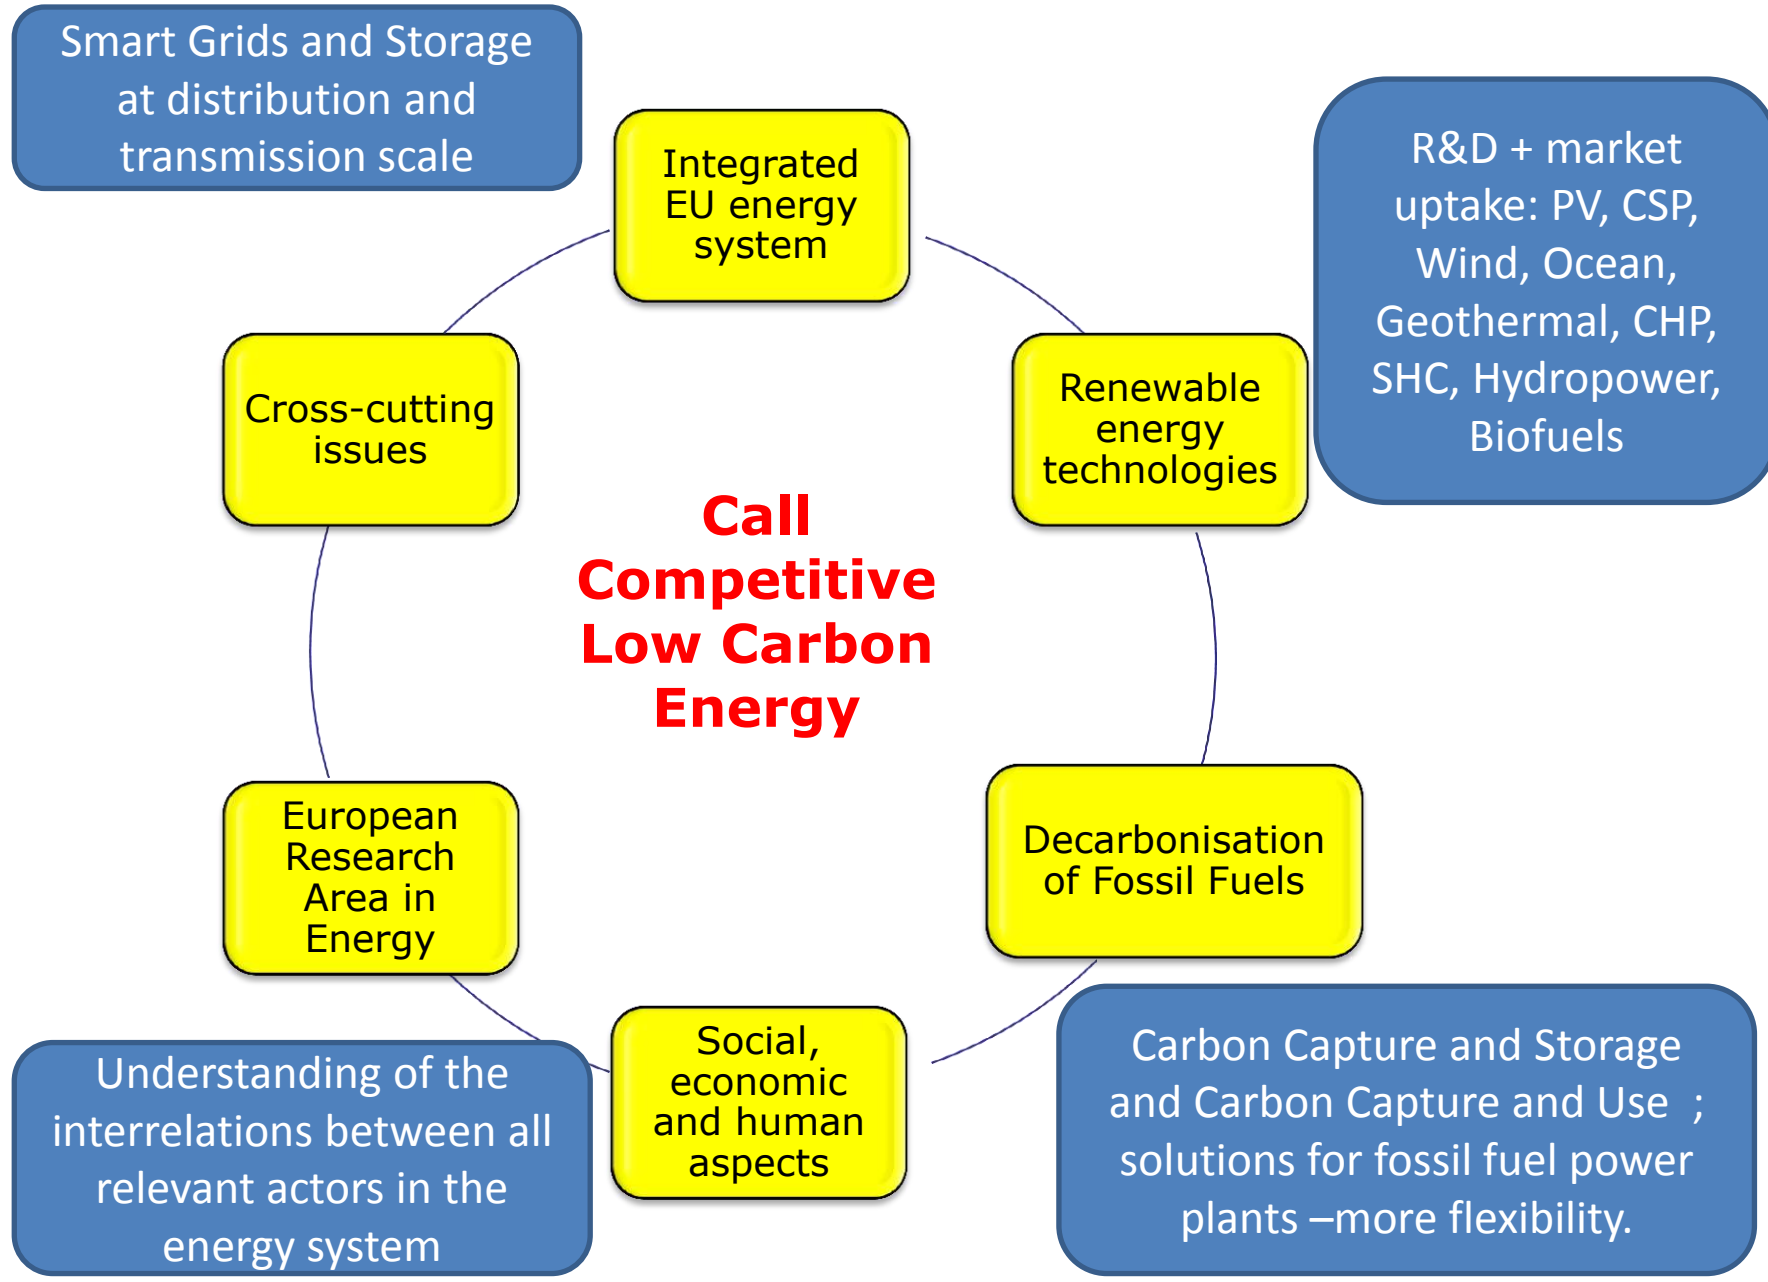 Smart Grids and Storage
at distribution and
transmission scale
Integrated
EU energy
system
R&D + market
uptake: PV, CSP,
Wind, Ocean,
Geothermal, CHP,
SHC, Hydropower,
Biofuels
Cross-cutting
issues
Renewable
energy
technologies
Call
Competitive
Low Carbon
Energy
European
Research
Area in
Energy
Decarbonisation
of Fossil Fuels
Social,
economic
and human
aspects
Understanding of the
interrelations between all
relevant actors in the
energy system
Carbon Capture and Storage
and Carbon Capture and Use  ;
solutions for fossil fuel power
plants –more flexibility.